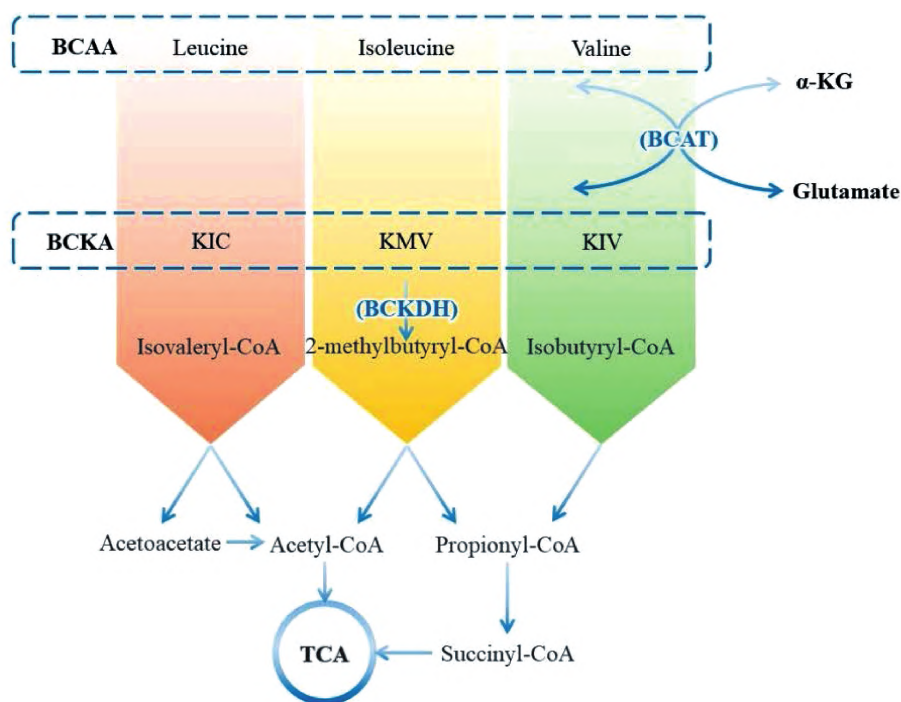 BCAA Leucine Isoleucine Valine
α-KG
(BCAT)
Glutamate
BCKA KIC KMV KIV
(BCKDH)
Isovaleryl-CoA 2-methylbutyryl-CoA Isobutyryl-CoA
Acetoacetate Acetyl-CoA Propionyl-CoA
TCA Succinyl-CoA